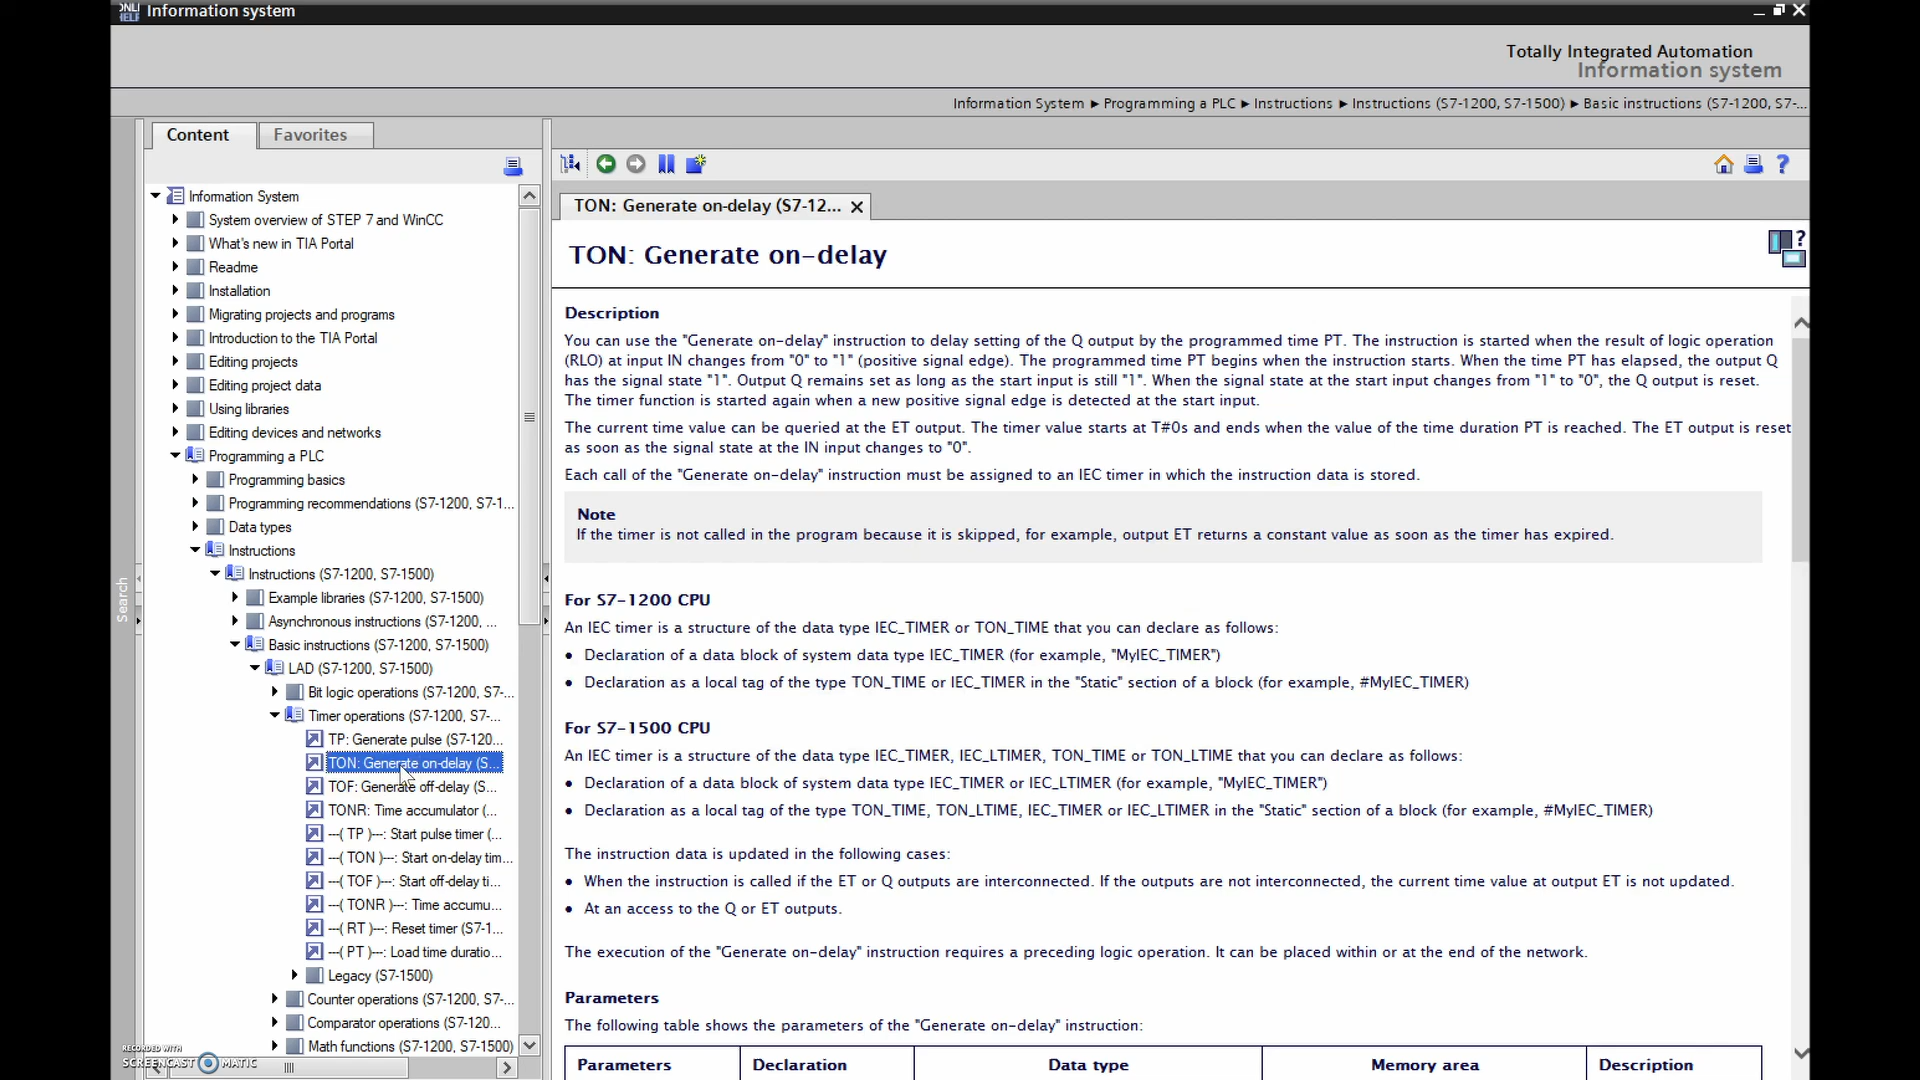 ONLI
HELF
Information system
Totally Integrated Automation
Information system
Information System ▸ Programming a PLC ▸ Instructions ▸ Instructions (S7-1200, S7-1500) ▸ Basic instructions (S7-1200, S7-...
Content
Favorites
Search
Information System
System overview of STEP 7 and WinCC
What's new in TIA Portal
Readme
Installation
Migrating projects and programs
Introduction to the TIA Portal
Editing projects
Editing project data
Using libraries
Editing devices and networks
Programming a PLC
Programming basics
Programming recommendations (S7-1200, S7-1...
Data types
Instructions
Instructions (S7-1200, S7-1500)
Example libraries (S7-1200, S7-1500)
Asynchronous instructions (S7-1200, ...
Basic instructions (S7-1200, S7-1500)
LAD (S7-1200, S7-1500)
Bit logic operations (S7-1200, S7-...
Timer operations (S7-1200, S7-...
TP: Generate pulse (S7-120...
TON: Generate on-delay (S...
TOF: Generate off-delay (S...
TONR: Time accumulator (...
---( TP )---: Start pulse timer (...
---( TON )---: Start on-delay tim...
---( TOF )---: Start off-delay ti...
---( TONR )---: Time accumu...
---( RT )---: Reset timer (S7-1...
---( PT )---: Load time duratio...
Legacy (S7-1500)
Counter operations (S7-1200, S7-...
Comparator operations (S7-120...
Math functions (S7-1200, S7-1500)
RECORDED WITH
SCREENCAST MATIC
TON: Generate on-delay (S7-12...
TON: Generate on-delay
Description
You can use the "Generate on-delay" instruction to delay setting of the Q output by the programmed time PT. The instruction is started when the result of logic operation
(RLO) at input IN changes from "0" to "1" (positive signal edge). The programmed time PT begins when the instruction starts. When the time PT has elapsed, the output Q
has the signal state "1". Output Q remains set as long as the start input is still "1". When the signal state at the start input changes from "1" to "0", the Q output is reset.
The timer function is started again when a new positive signal edge is detected at the start input.
The current time value can be queried at the ET output. The timer value starts at T#0s and ends when the value of the time duration PT is reached. The ET output is reset
as soon as the signal state at the IN input changes to "0".
Each call of the "Generate on-delay" instruction must be assigned to an IEC timer in which the instruction data is stored.
Note
If the timer is not called in the program because it is skipped, for example, output ET returns a constant value as soon as the timer has expired.
For S7-1200 CPU
An IEC timer is a structure of the data type IEC_TIMER or TON_TIME that you can declare as follows:
• Declaration of a data block of system data type IEC_TIMER (for example, "MyIEC_TIMER")
• Declaration as a local tag of the type TON_TIME or IEC_TIMER in the "Static" section of a block (for example, #MyIEC_TIMER)
For S7-1500 CPU
An IEC timer is a structure of the data type IEC_TIMER, IEC_LTIMER, TON_TIME or TON_LTIME that you can declare as follows:
• Declaration of a data block of system data type IEC_TIMER or IEC_LTIMER (for example, "MyIEC_TIMER")
• Declaration as a local tag of the type TON_TIME, TON_LTIME, IEC_TIMER or IEC_LTIMER in the "Static" section of a block (for example, #MyIEC_TIMER)
The instruction data is updated in the following cases:
• When the instruction is called if the ET or Q outputs are interconnected. If the outputs are not interconnected, the current time value at output ET is not updated.
• At an access to the Q or ET outputs.
The execution of the "Generate on-delay" instruction requires a preceding logic operation. It can be placed within or at the end of the network.
Parameters
The following table shows the parameters of the "Generate on-delay" instruction:
Parameters Declaration Data type Memory area Description